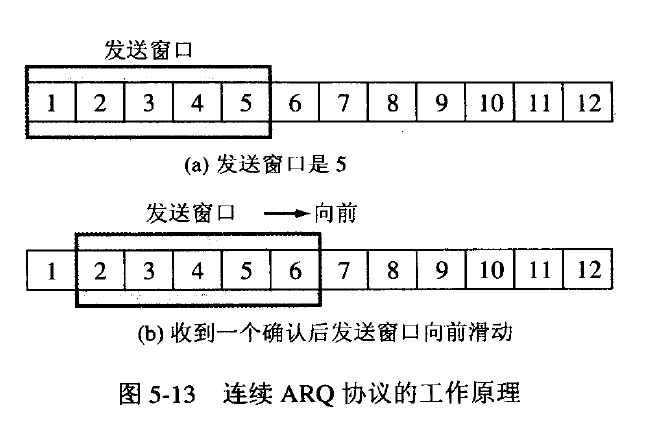 发送窗口
1 2 3 4 5 6 7 8 9 10 11 12
(a) 发送窗口是 5
发送窗口 → 向前
1 2 3 4 5 6 7 8 9 10 11 12
(b) 收到一个确认后发送窗口向前滑动
图 5-13 连续 ARQ 协议的工作原理